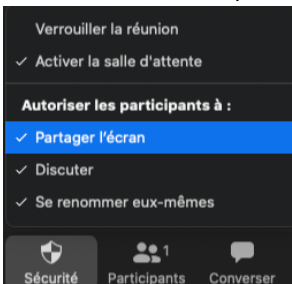 Verrouiller la réunion
✓ Activer la salle d'attente
Autoriser les participants à :
✓ Partager l'écran
✓ Discuter
✓ Se renommer eux-mêmes
1
Sécurité Participants Converser